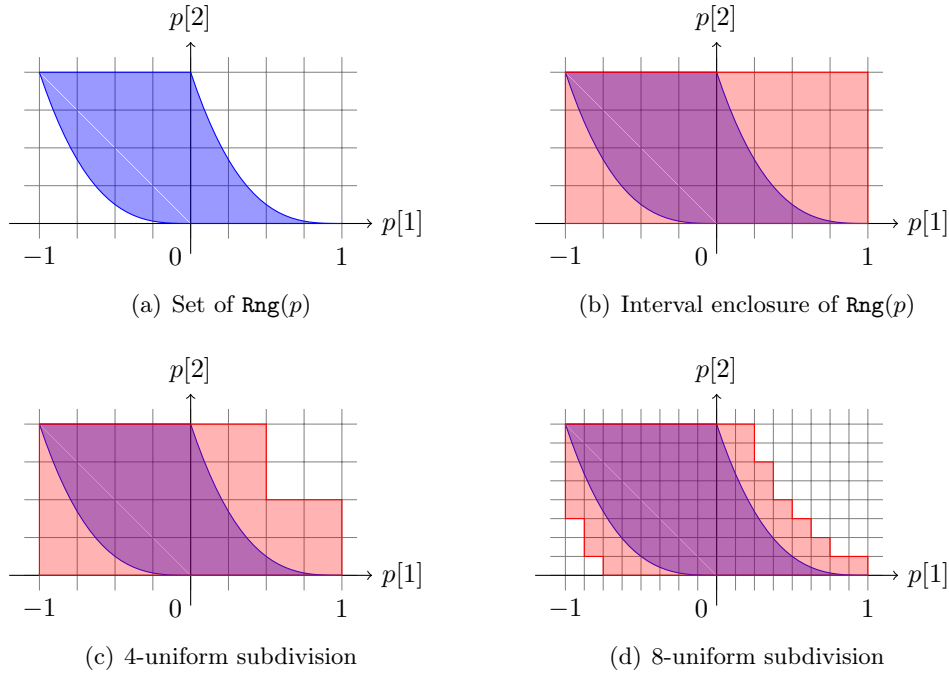 p[2]
p[1]
−1
0
1
(a) Set of Rng(p)
p[2]
p[1]
−1
0
1
(b) Interval enclosure of Rng(p)
p[2]
p[1]
−1
0
1
(c) 4-uniform subdivision
p[2]
p[1]
−1
0
1
(d) 8-uniform subdivision